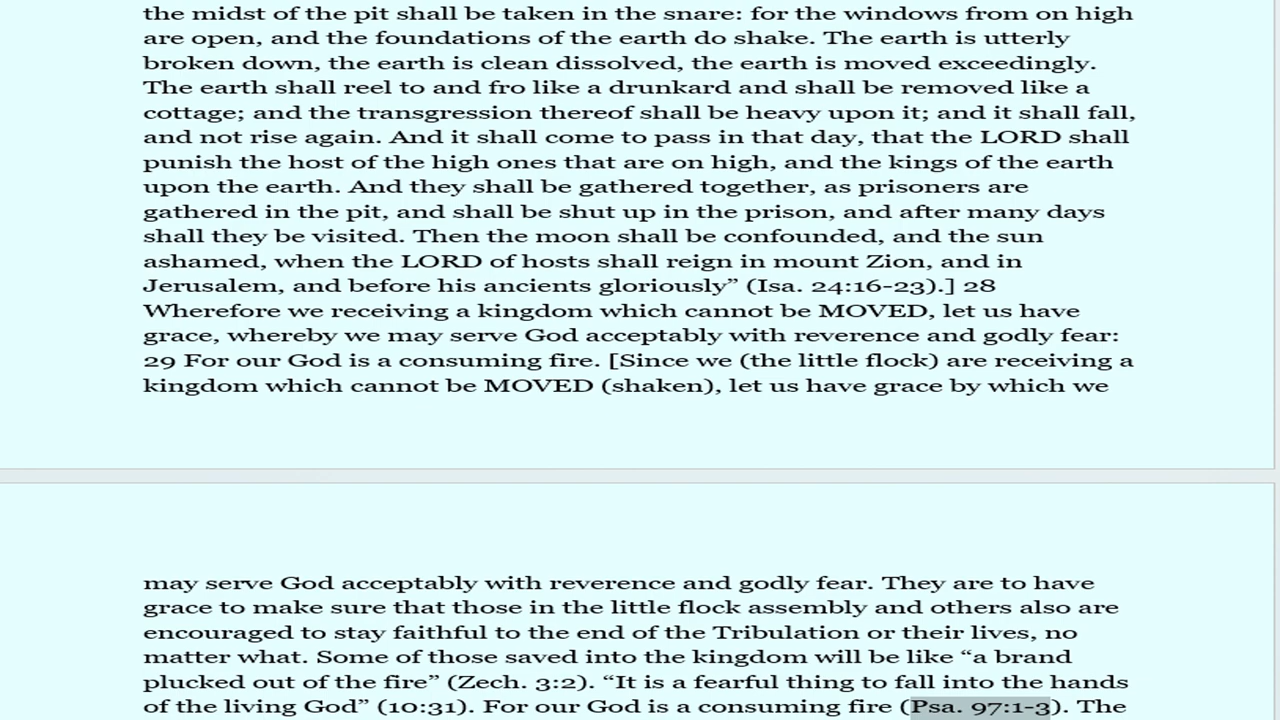 the midst of the pit shall be taken in the snare: for the windows from on high
are open, and the foundations of the earth do shake. The earth is utterly
broken down, the earth is clean dissolved, the earth is moved exceedingly.
The earth shall reel to and fro like a drunkard and shall be removed like a
cottage; and the transgression thereof shall be heavy upon it; and it shall fall,
and not rise again. And it shall come to pass in that day, that the LORD shall
punish the host of the high ones that are on high, and the kings of the earth
upon the earth. And they shall be gathered together, as prisoners are
gathered in the pit, and shall be shut up in the prison, and after many days
shall they be visited. Then the moon shall be confounded, and the sun
ashamed, when the LORD of hosts shall reign in mount Zion, and in
Jerusalem, and before his ancients gloriously” (Isa. 24:16-23).] 28
Wherefore we receiving a kingdom which cannot be MOVED, let us have
grace, whereby we may serve God acceptably with reverence and godly fear:
29 For our God is a consuming fire. [Since we (the little flock) are receiving a
kingdom which cannot be MOVED (shaken), let us have grace by which we
may serve God acceptably with reverence and godly fear. They are to have
grace to make sure that those in the little flock assembly and others also are
encouraged to stay faithful to the end of the Tribulation or their lives, no
matter what. Some of those saved into the kingdom will be like “a brand
plucked out of the fire” (Zech. 3:2). “It is a fearful thing to fall into the hands
of the living God” (10:31). For our God is a consuming fire (Psa. 97:1-3). The